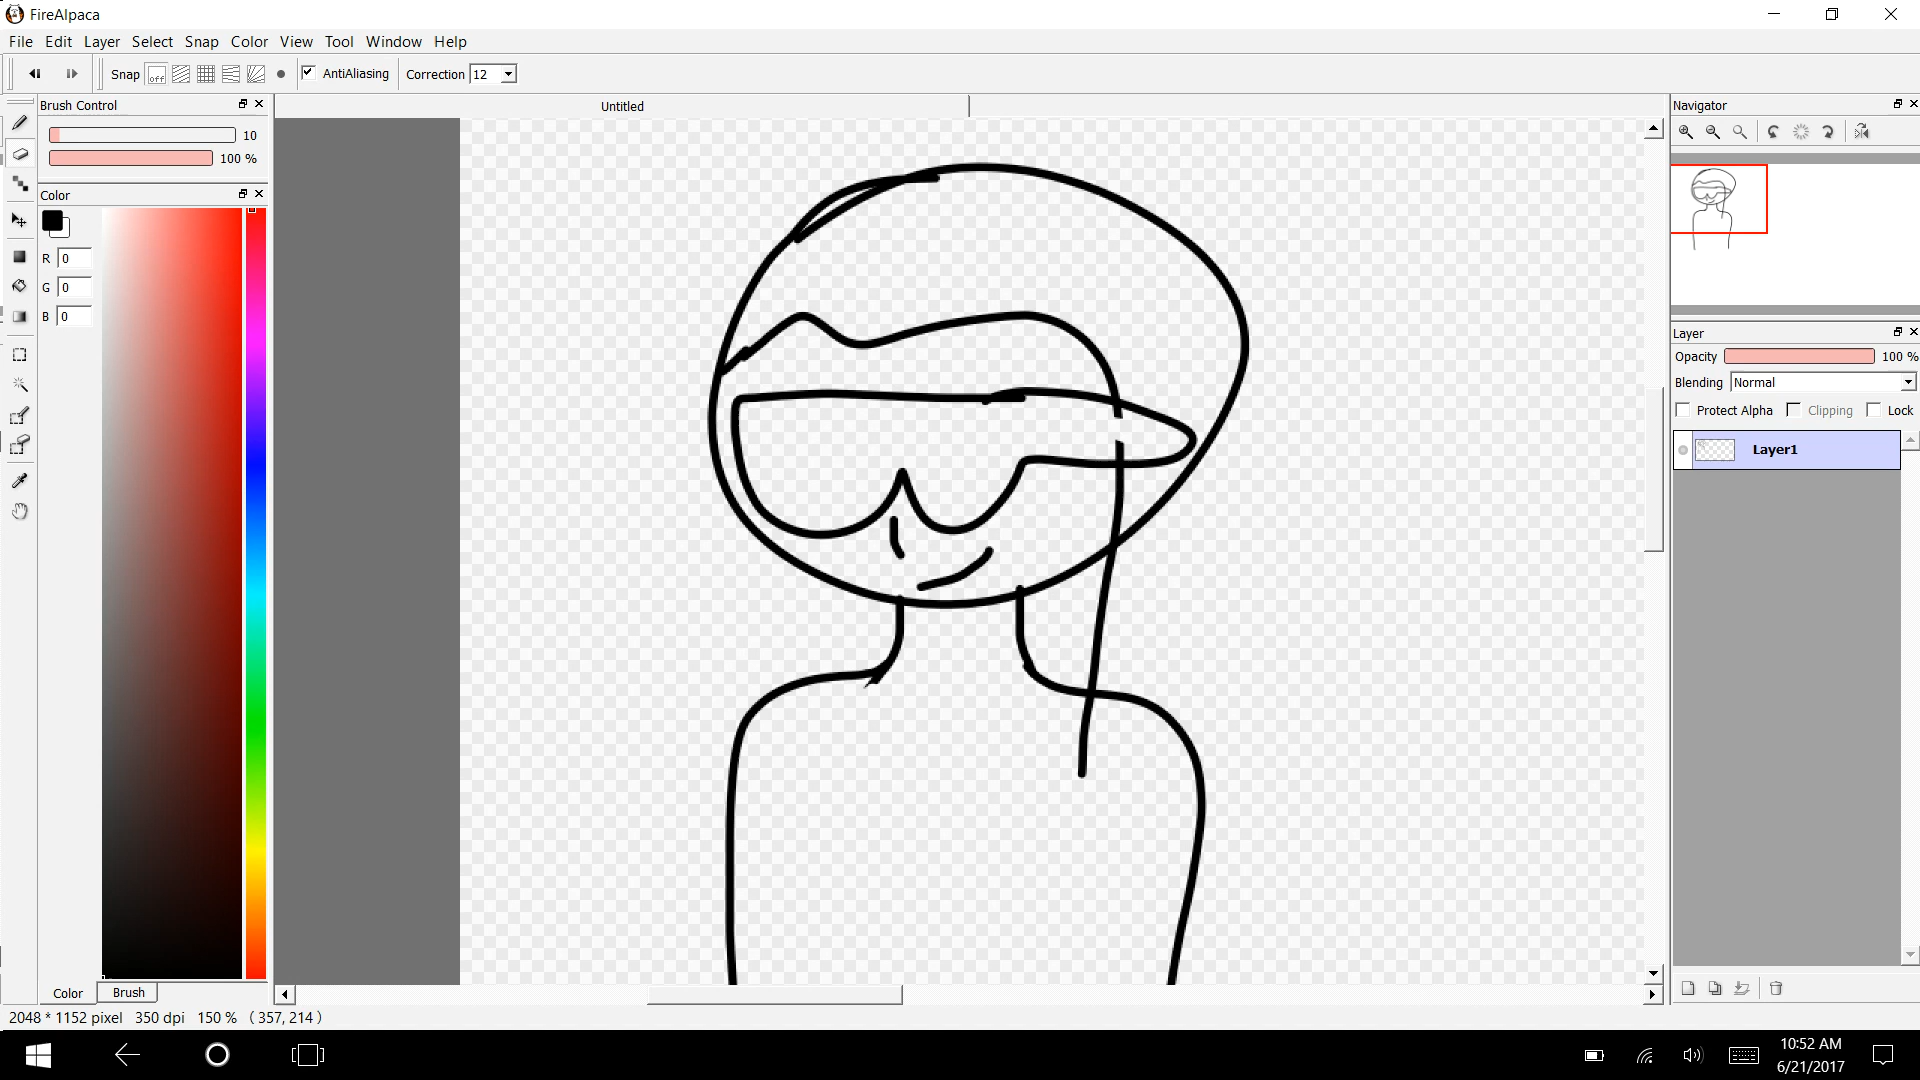 FireAlpaca
File Edit Layer Select Snap Color View Tool Window Help
Snap off AntiAliasing Correction 12
Brush Control
10
100 %
Color
R 0
G 0
B 0
Color Brush
Untitled
Navigator
Layer
Opacity 100 %
Blending Normal
Protect Alpha Clipping Lock
Layer1
2048 * 1152 pixel 350 dpi 150 % ( 357, 214 )
10:52 AM
6/21/2017